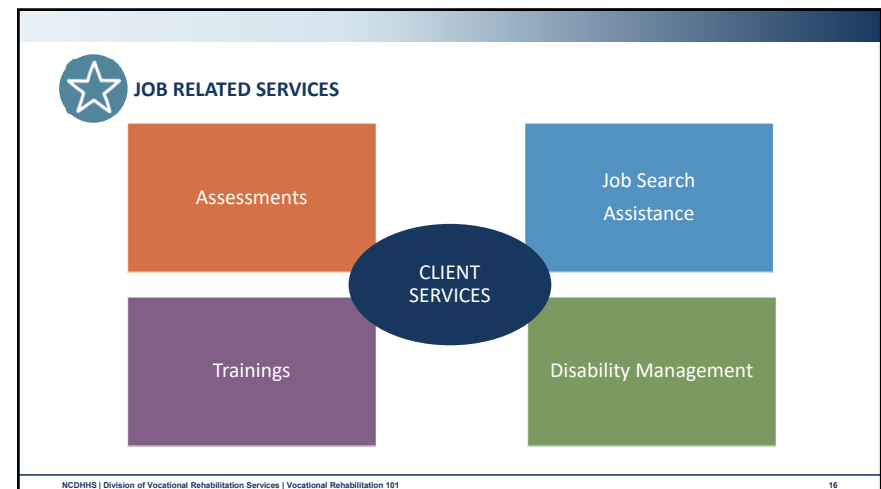 JOB RELATED SERVICES
Assessments
Job Search
Assistance
CLIENT
SERVICES
Trainings
Disability Management
NCDHHS | Division of Vocational Rehabilitation Services | Vocational Rehabilitation 101
16